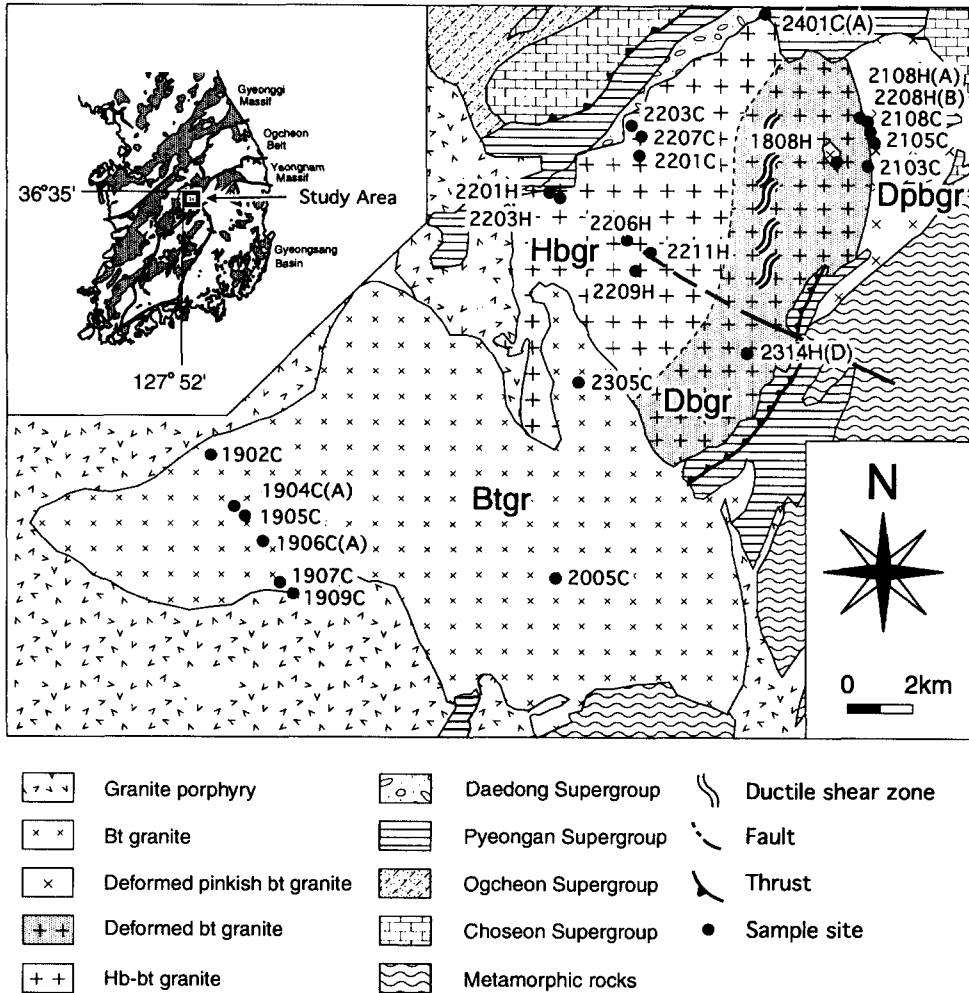 Gyeonggi
Massif
Ogcheon
Belt
Yeongnam
Massif
36°35'
Study Area
Gyeongsang
Basin
127° 52'
2401C(A)
2108H(A)
2208H(B)
2108C
2105C
2103C
1808H
Dpbgr
2203C
2207C
2201C
2201H
2203H
2206H
2211H
Hbgr
2209H
2314H(D)
2305C
Dbgr
1902C
1904C(A)
1905C
Btgr
1906C(A)
1907C
2005C
1909C
N
0 2km
Granite porphyry
Bt granite
Deformed pinkish bt granite
Deformed bt granite
Hb-bt granite
Daedong Supergroup
Pyeongan Supergroup
Ogcheon Supergroup
Choseon Supergroup
Metamorphic rocks
Ductile shear zone
Fault
Thrust
Sample site